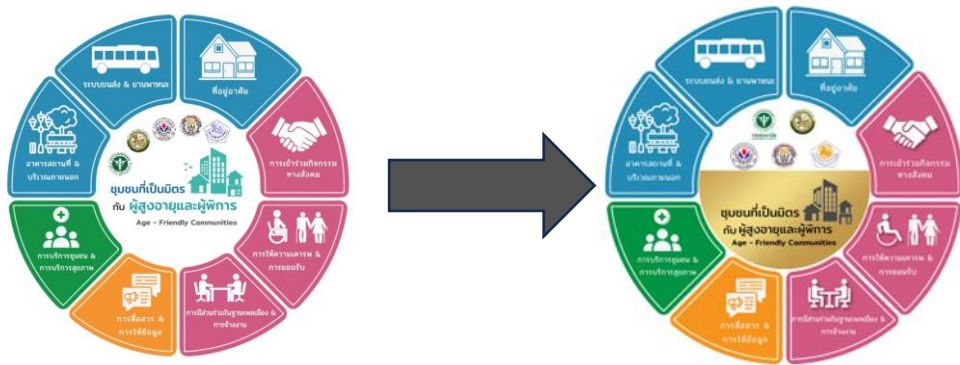 ระบบขนส่ง & ยานพาหนะ
ที่อยู่อาศัย
อาคารสถานที่ &
บริเวณภายนอก
การเข้าร่วมกิจกรรม
ทางสังคม
ชุมชนที่เป็นมิตร
กับ ผู้สูงอายุและผู้พิการ
Age - Friendly Communities
การบริการชุมชน &
การบริการสุขภาพ
การให้ความเคารพ &
การยอมรับ
การสื่อสาร &
การให้ข้อมูล
การมีส่วนร่วมในฐานะพลเมือง &
การจ้างงาน
ระบบขนส่ง & ยานพาหนะ
ที่อยู่อาศัย
อาคารสถานที่ &
บริเวณภายนอก
การเข้าร่วมกิจกรรม
ทางสังคม
ชุมชนที่เป็นมิตร
กับ ผู้สูงอายุและผู้พิการ
Age - Friendly Communities
การบริการชุมชน &
การบริการสุขภาพ
การให้ความเคารพ &
การยอมรับ
การสื่อสาร &
การให้ข้อมูล
การมีส่วนร่วมในฐานะพลเมือง &
การจ้างงาน